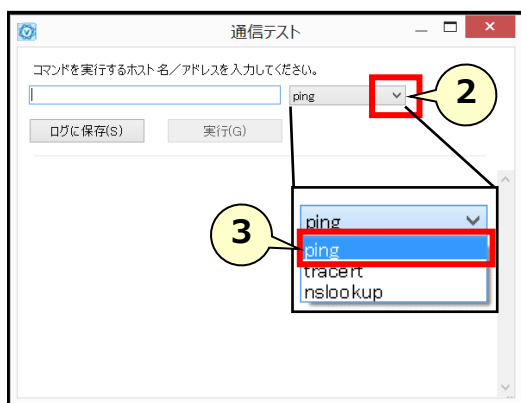 通信テスト
コマンドを実行するホスト名／アドレスを入力してください。
ping
2
ログに保存(S)
実行(G)
3
ping
ping
tracert
nslookup